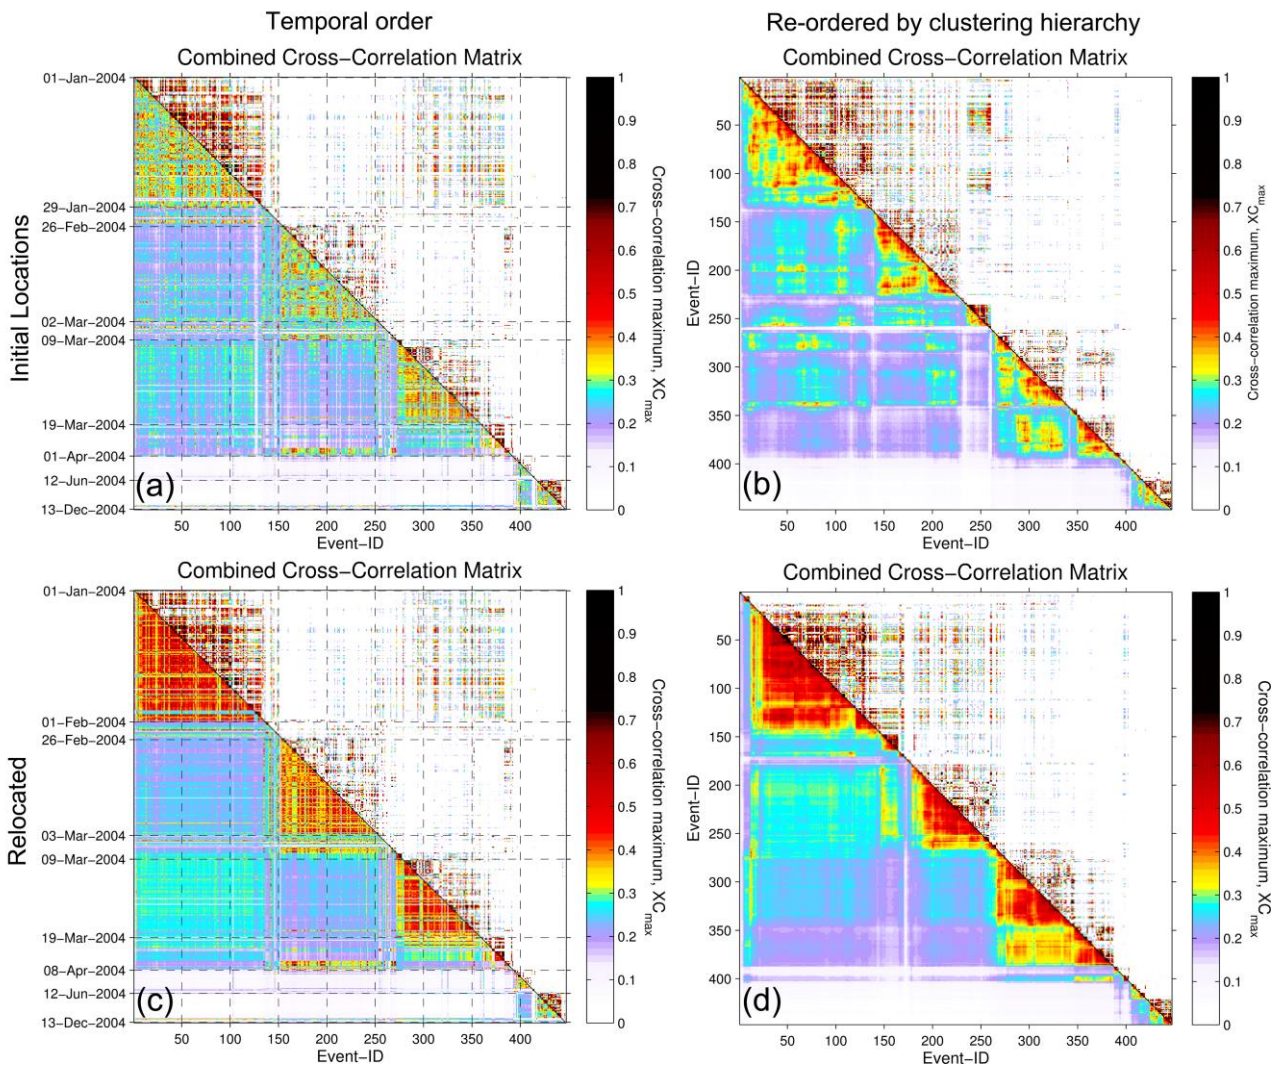 Temporal order
Re-ordered by clustering hierarchy
Initial Locations
Combined Cross-Correlation Matrix
01-Jan-2004
29-Jan-2004
26-Feb-2004
02-Mar-2004
09-Mar-2004
19-Mar-2004
01-Apr-2004
12-Jun-2004
13-Dec-2004
(a)
50 100 150 200 250 300 350 400
Event-ID
1
0.9
0.8
0.7
0.6
0.5
0.4
0.3
0.2
0.1
0
Cross-correlation maximum, XCmax
Combined Cross-Correlation Matrix
Event-ID
50
100
150
200
250
300
350
400
(b)
50 100 150 200 250 300 350 400
Event-ID
1
0.9
0.8
0.7
0.6
0.5
0.4
0.3
0.2
0.1
0
Cross-correlation maximum, XCmax
Relocated
Combined Cross-Correlation Matrix
01-Jan-2004
01-Feb-2004
26-Feb-2004
03-Mar-2004
09-Mar-2004
19-Mar-2004
08-Apr-2004
12-Jun-2004
13-Dec-2004
(c)
50 100 150 200 250 300 350 400
Event-ID
1
0.9
0.8
0.7
0.6
0.5
0.4
0.3
0.2
0.1
0
Cross-correlation maximum, XCmax
Combined Cross-Correlation Matrix
Event-ID
50
100
150
200
250
300
350
400
(d)
50 100 150 200 250 300 350 400
Event-ID
1
0.9
0.8
0.7
0.6
0.5
0.4
0.3
0.2
0.1
0
Cross-correlation maximum, XCmax